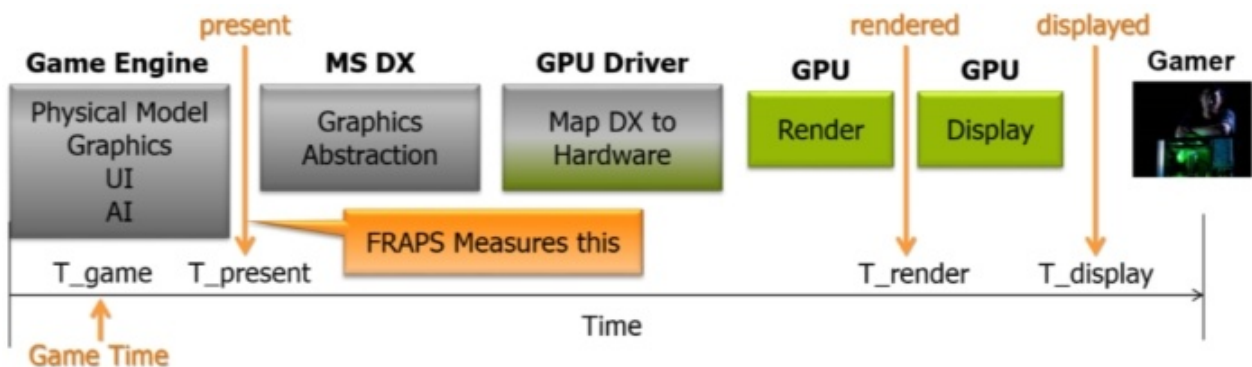 present
rendered
displayed
Game Engine
MS DX
GPU Driver
GPU
GPU
Gamer
Physical Model
Graphics
UI
AI
Graphics
Abstraction
Map DX to
Hardware
Render
Display
FRAPS Measures this
T_game
T_present
T_render
T_display
Time
Game Time